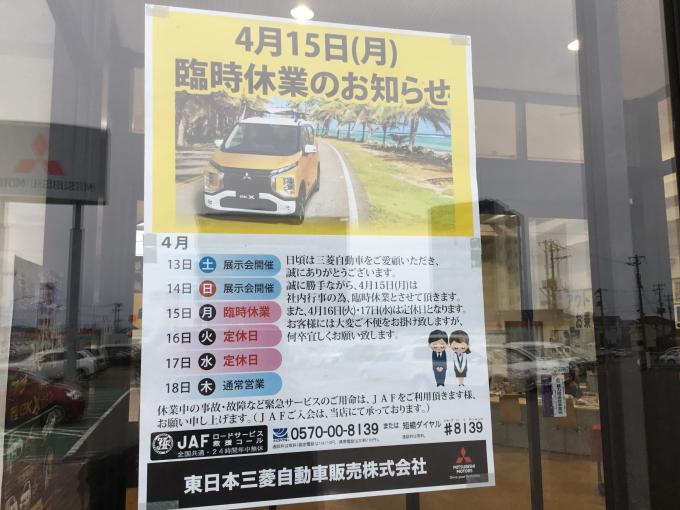 4月15日(月)
臨時休業のお知らせ
4月
13日 土 展示会開催
14日 日 展示会開催
15日 月 臨時休業
16日 火 定休日
17日 水 定休日
18日 木 通常営業
日頃は三菱自動車をご愛顧いただき、
誠にありがとうございます。
誠に勝手ながら、4月15日(月)は
社内行事の為、臨時休業とさせて頂きます。
また、4月16日(火)・17日(水)は定休日となります。
お客様には大変ご不便をお掛け致しますが、
何卒宜しくお願い致します。
休業中の事故・故障など緊急サービスのご用命は、JAFをご利用頂きます様、
お願い申し上げます。(JAFご入会は、当店にて承っております。)
JAF ロードサービス
救援コール
全国共通・24時間年中無休
0570-00-8139 または 短縮ダイヤル #8139
東日本三菱自動車販売株式会社
MITSUBISHI
MOTORS
Drive your Ambition
MITSUBISHI MOTORS